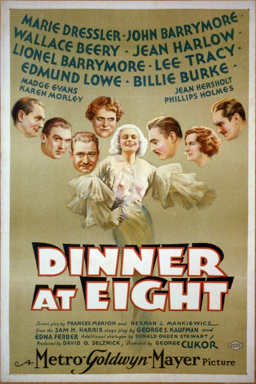 MARIE DRESSLER · JOHN BARRYMORE ·
WALLACE BEERY · JEAN HARLOW ·
LIONEL BARRYMORE · LEE TRACY ·
EDMUND LOWE · BILLIE BURKE ·
MADGE EVANS JEAN HERSHOLT
KAREN MORLEY PHILLIPS HOLMES
DINNER
AT EIGHT
Screen play by FRANCES MARION and HERMAN J. MANKIEWICZ
from the SAM H. HARRIS stage play by GEORGE S. KAUFMAN and
EDNA FERBER Additional dialogue by DONALD OGDEN STEWART
Produced by DAVID O. SELZNICK Directed by GEORGE CUKOR
A Metro-Goldwyn-Mayer Picture